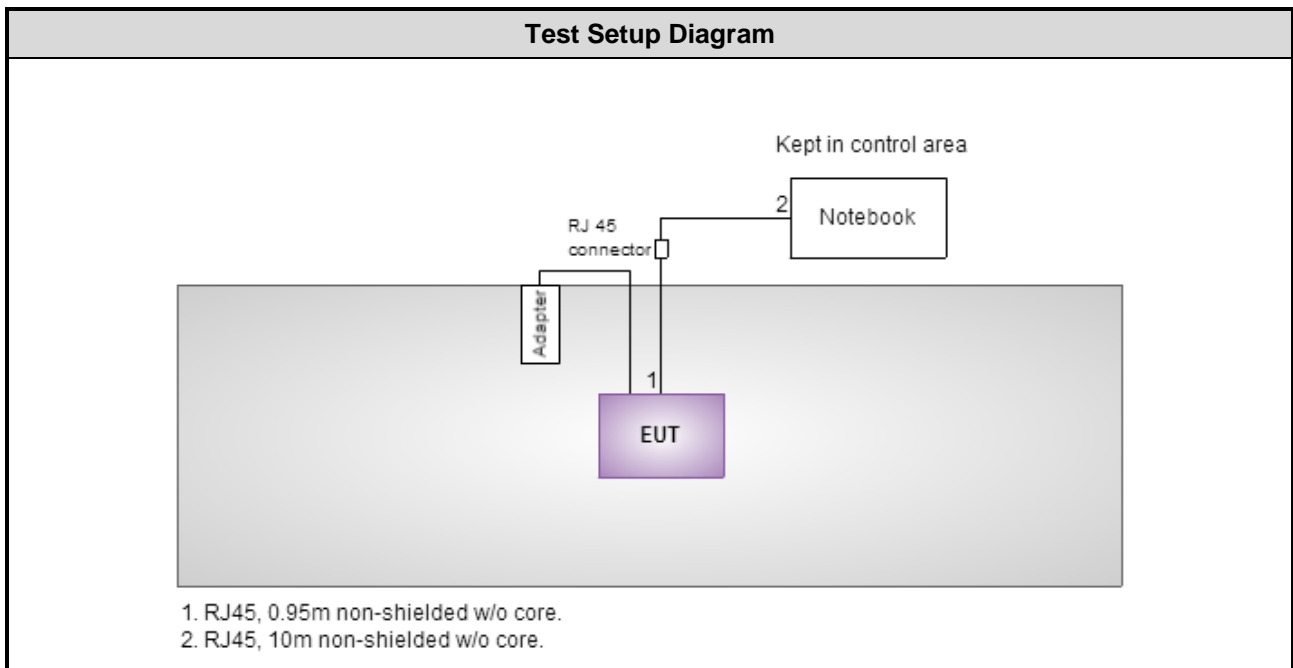 Test Setup Diagram
Kept in control area
2
Notebook
RJ 45
connector
Adapter
1
EUT
1. RJ45, 0.95m non-shielded w/o core.
2. RJ45, 10m non-shielded w/o core.